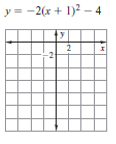 y = −2(x + 1)² − 4
y
2
x
−2